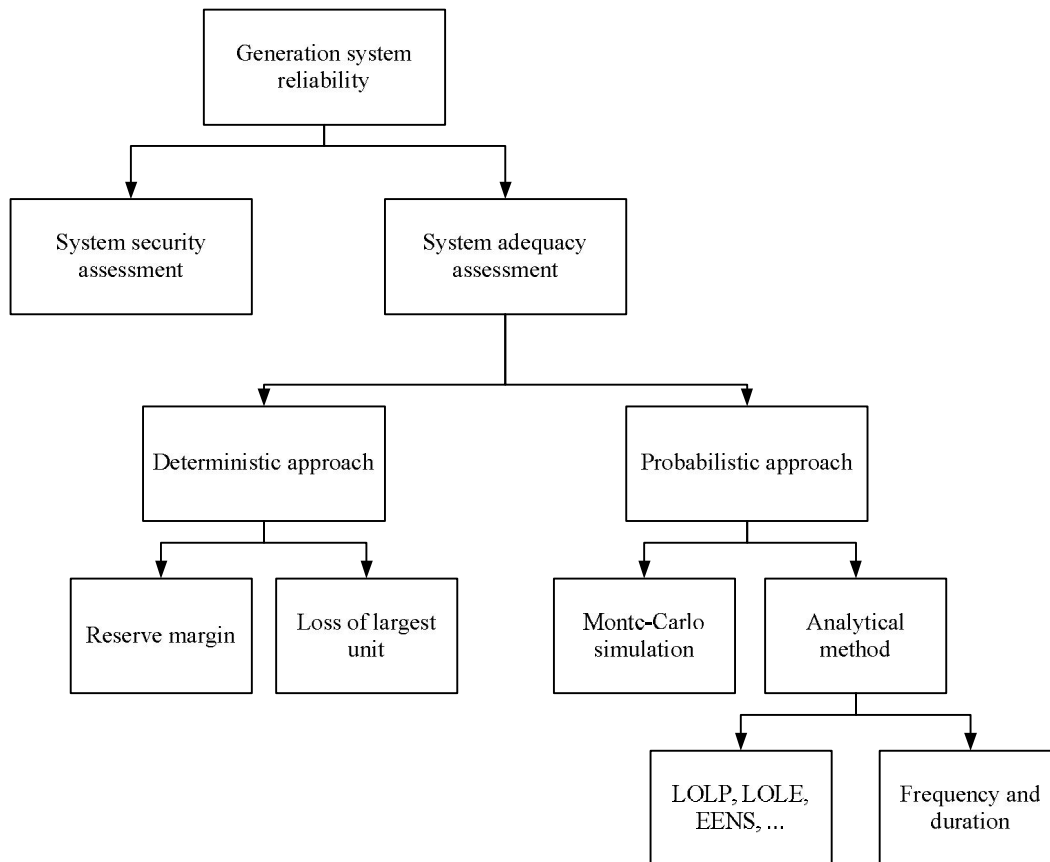 Generation system
reliability
System security
assessment
System adequacy
assessment
Deterministic approach
Probabilistic approach
Reserve margin
Loss of largest
unit
Monte-Carlo
simulation
Analytical
method
LOLP, LOLE,
EENS, ...
Frequency and
duration